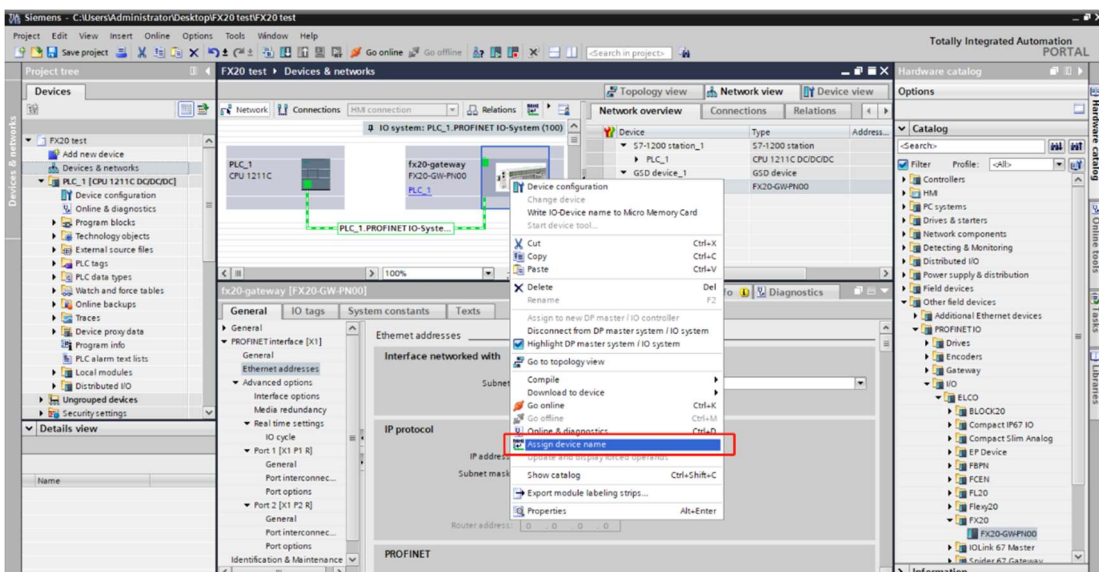 Siemens - C:\Users\Administrator\Desktop\FX20 test\FX20 test
Project Edit View Insert Online Options Tools Window Help
Totally Integrated Automation
PORTAL
Save project
Go online
Go offline
<Search in project>
Project tree
Devices
Devices & networks
FX20 test
Add new device
Devices & networks
PLC_1 [CPU 1211C DC/DC/DC]
Device configuration
Online & diagnostics
Program blocks
Technology objects
External source files
PLC tags
PLC data types
Watch and force tables
Online backups
Traces
Device proxy data
Program info
PLC alarm text lists
Local modules
Distributed I/O
Ungrouped devices
Security settings
Details view
Name
FX20 test
Devices & networks
Topology view
Network view
Device view
Network
Connections
HMI connection
Relations
IO system: PLC_1.PROFINET IO-System (100)
PLC_1
CPU 1211C
fx20-gateway
FX20-GW-PN00
PLC_1
PLC_1.PROFINET IO-Syste...
100%
Network overview
Connections
Relations
Device
Type
Address...
S7-1200 station_1
S7-1200 station
PLC_1
CPU 1211C DC/DC/DC
GSD device_1
GSD device
FX20-GW-PN00
fx20-gateway [FX20-GW-PN00]
Diagnostics
General
IO tags
System constants
Texts
General
PROFINET interface [X1]
General
Ethernet addresses
Advanced options
Interface options
Media redundancy
Real time settings
IO cycle
Port 1 [X1 P1 R]
General
Port interconnec...
Port options
Port 2 [X1 P2 R]
General
Port interconnec...
Port options
Identification & Maintenance
Ethernet addresses
Interface networked with
Subnet
IP protocol
IP address
Subnet mask
Router address:
0 . 0 . 0 . 0
PROFINET
Device configuration
Change device
Write IO-Device name to Micro Memory Card
Start device tool...
Cut Ctrl+X
Copy Ctrl+C
Paste Ctrl+V
Delete Del
Rename F2
Assign to new DP master / IO controller
Disconnect from DP master system / IO system
Highlight DP master system / IO system
Go to topology view
Compile
Download to device
Go online Ctrl+K
Go offline Ctrl+M
Online & diagnostics Ctrl+D
Assign device name
Update and display forced operands
Show catalog Ctrl+Shift+C
Export module labeling strips...
Properties Alt+Enter
Hardware catalog
Options
Catalog
<Search>
Filter
Profile:
<All>
Controllers
HMI
PC systems
Drives & starters
Network components
Detecting & Monitoring
Distributed I/O
Power supply & distribution
Field devices
Other field devices
Additional Ethernet devices
PROFINET IO
Drives
Encoders
Gateway
I/O
ELCO
BLOCK20
Compact IP67 IO
Compact Slim Analog
EP Device
FBPN
FCEN
FL20
Flexy20
FX20
FX20-GW-PN00
IOLink 67 Master
Spider 67 Gateway
Information
Hardware catalog
Online tools
Tasks
Libraries